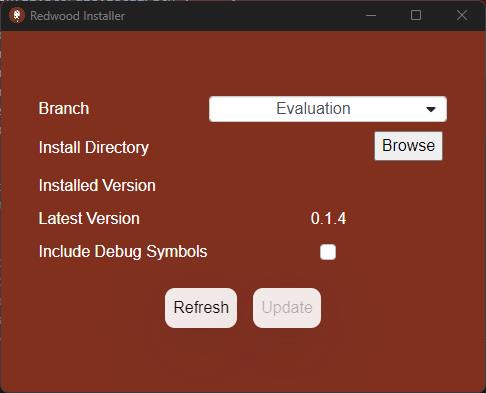 Redwood Installer
Branch Evaluation
Install Directory Browse
Installed Version
Latest Version 0.1.4
Include Debug Symbols
Refresh Update